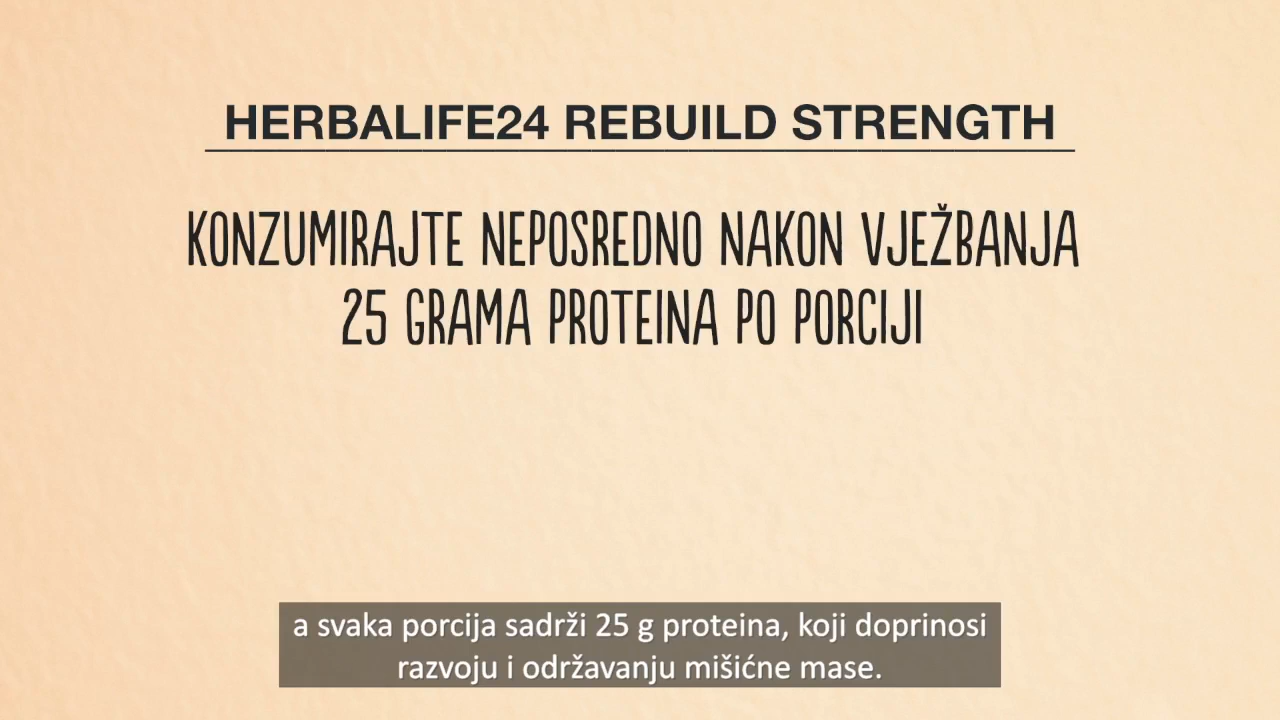 HERBALIFE24 REBUILD STRENGTH
KONZUMIRAJTE NEPOSREDNO NAKON VJEŽBANJA
25 GRAMA PROTEINA PO PORCIJI
a svaka porcija sadrži 25 g proteina, koji doprinosi
razvoju i održavanju mišićne mase.